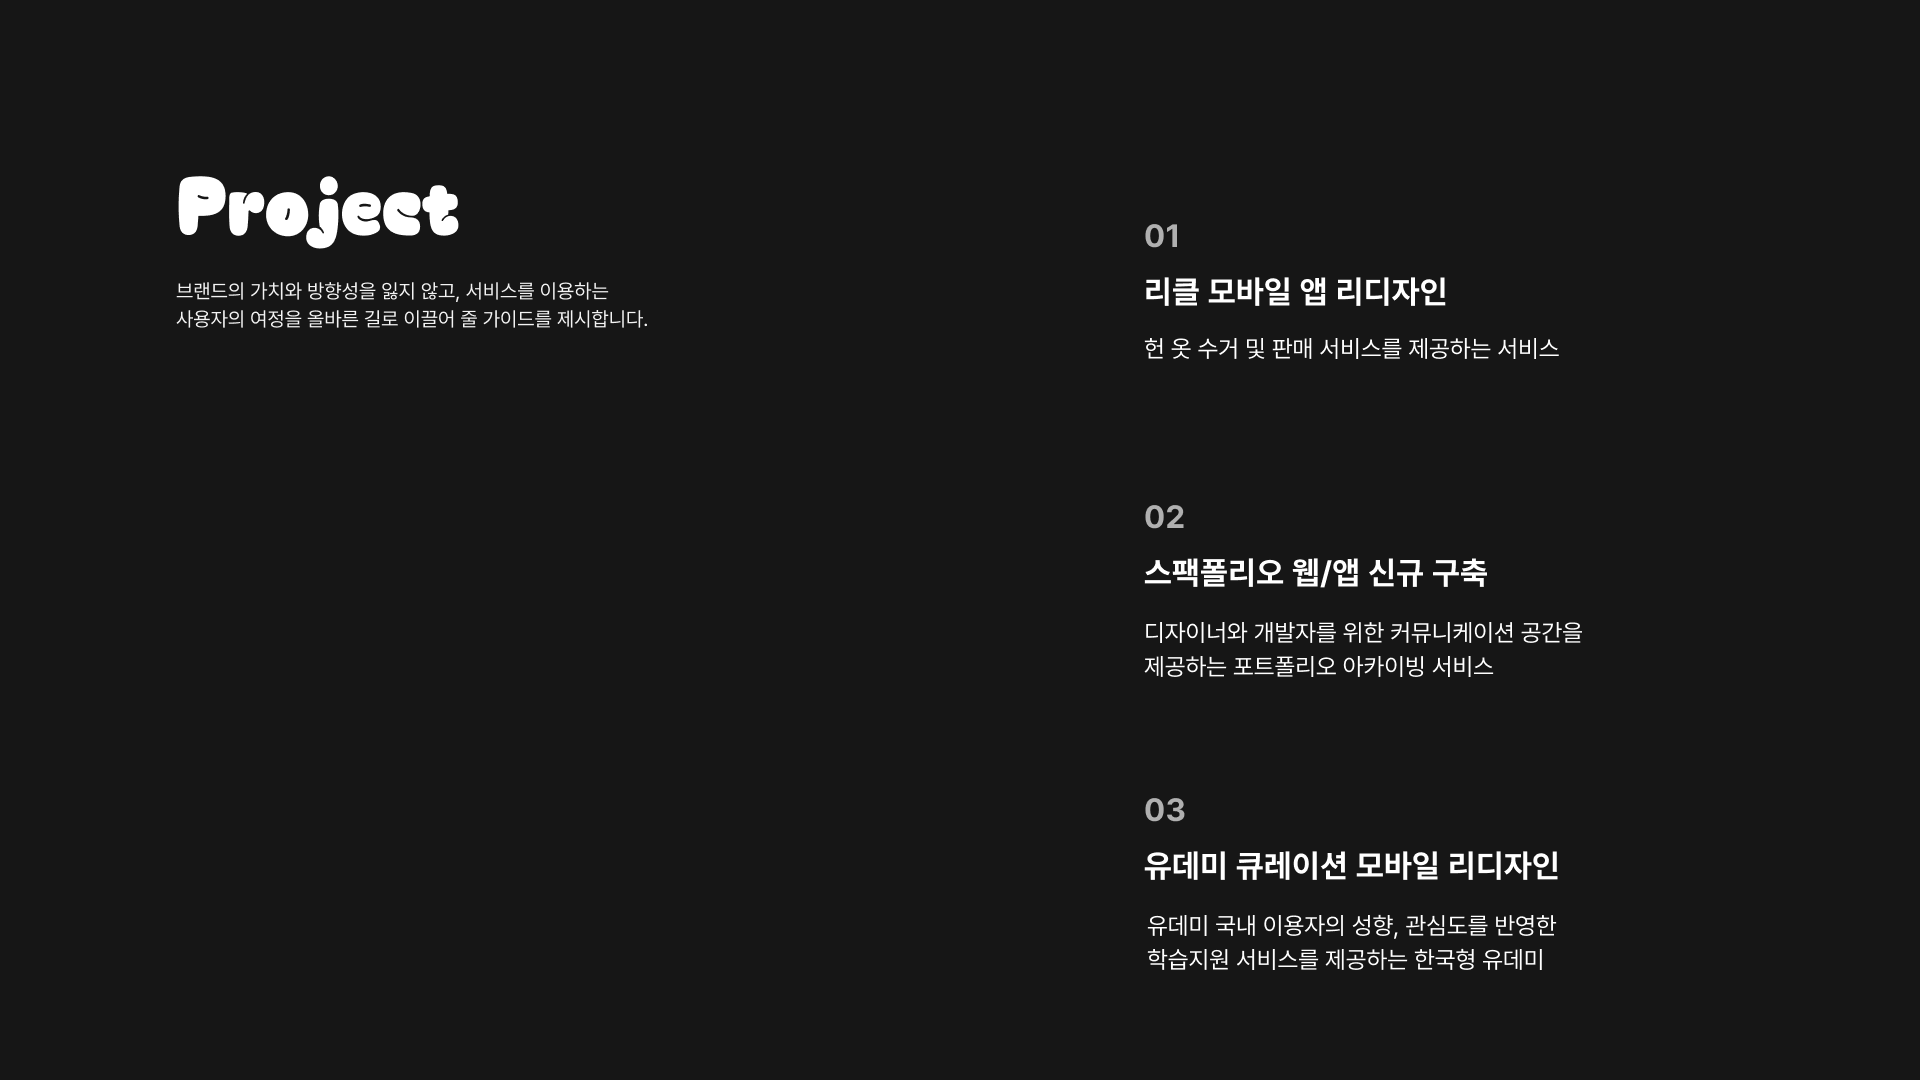 Project
브랜드의 가치와 방향성을 잃지 않고, 서비스를 이용하는
사용자의 여정을 올바른 길로 이끌어 줄 가이드를 제시합니다.
01
리클 모바일 앱 리디자인
헌 옷 수거 및 판매 서비스를 제공하는 서비스
02
스팩폴리오 웹/앱 신규 구축
디자이너와 개발자를 위한 커뮤니케이션 공간을
제공하는 포트폴리오 아카이빙 서비스
03
유데미 큐레이션 모바일 리디자인
유데미 국내 이용자의 성향, 관심도를 반영한
학습지원 서비스를 제공하는 한국형 유데미